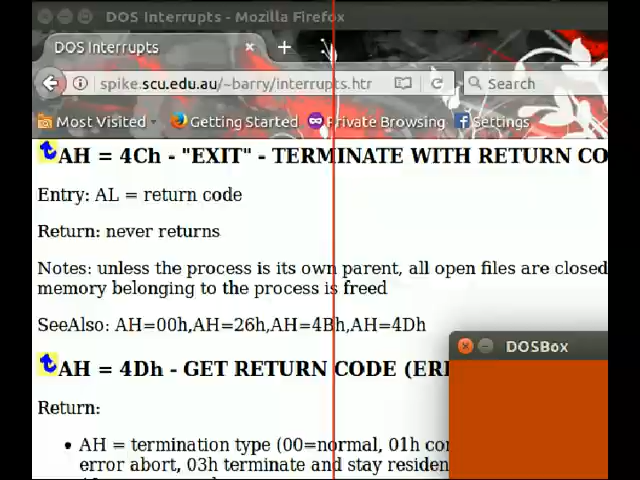 DOS Interrupts - Mozilla Firefox
DOS Interrupts
spike.scu.edu.au/~barry/interrupts.htr
Search
Most Visited
Getting Started
Private Browsing
Settings
AH = 4Ch - "EXIT" - TERMINATE WITH RETURN CO
Entry: AL = return code
Return: never returns
Notes: unless the process is its own parent, all open files are closed
memory belonging to the process is freed
SeeAlso: AH=00h,AH=26h,AH=4Bh,AH=4Dh
DOSBox
AH = 4Dh - GET RETURN CODE (ER
Return:
AH = termination type (00=normal, 01h con
error abort, 03h terminate and stay residen